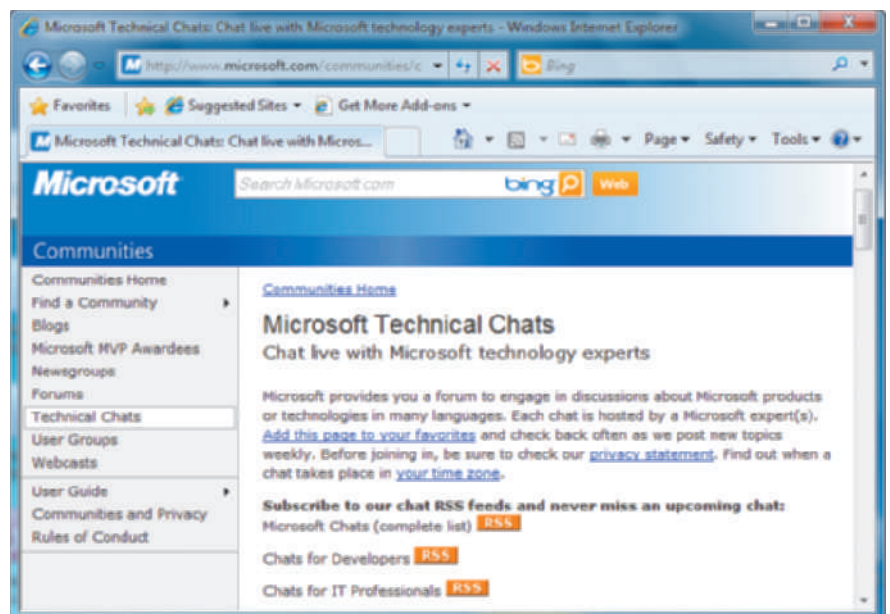 Microsoft Technical Chats: Chat live with Microsoft technology experts - Windows Internet Explorer
http://www.microsoft.com/communities/c
Bing
Favorites Suggested Sites Get More Add-ons
Microsoft Technical Chats: Chat live with Micros...
Page Safety Tools
Microsoft
Search Microsoft.com
bing
Web
Communities
Communities Home
Find a Community
Blogs
Microsoft MVP Awardees
Newsgroups
Forums
Technical Chats
User Groups
Webcasts
User Guide
Communities and Privacy
Rules of Conduct
Communities Home
Microsoft Technical Chats
Chat live with Microsoft technology experts
Microsoft provides you a forum to engage in discussions about Microsoft products
or technologies in many languages. Each chat is hosted by a Microsoft expert(s).
Add this page to your favorites and check back often as we post new topics
weekly. Before joining in, be sure to check our privacy statement. Find out when a
chat takes place in your time zone.
Subscribe to our chat RSS feeds and never miss an upcoming chat:
Microsoft Chats (complete list) RSS
Chats for Developers RSS
Chats for IT Professionals RSS